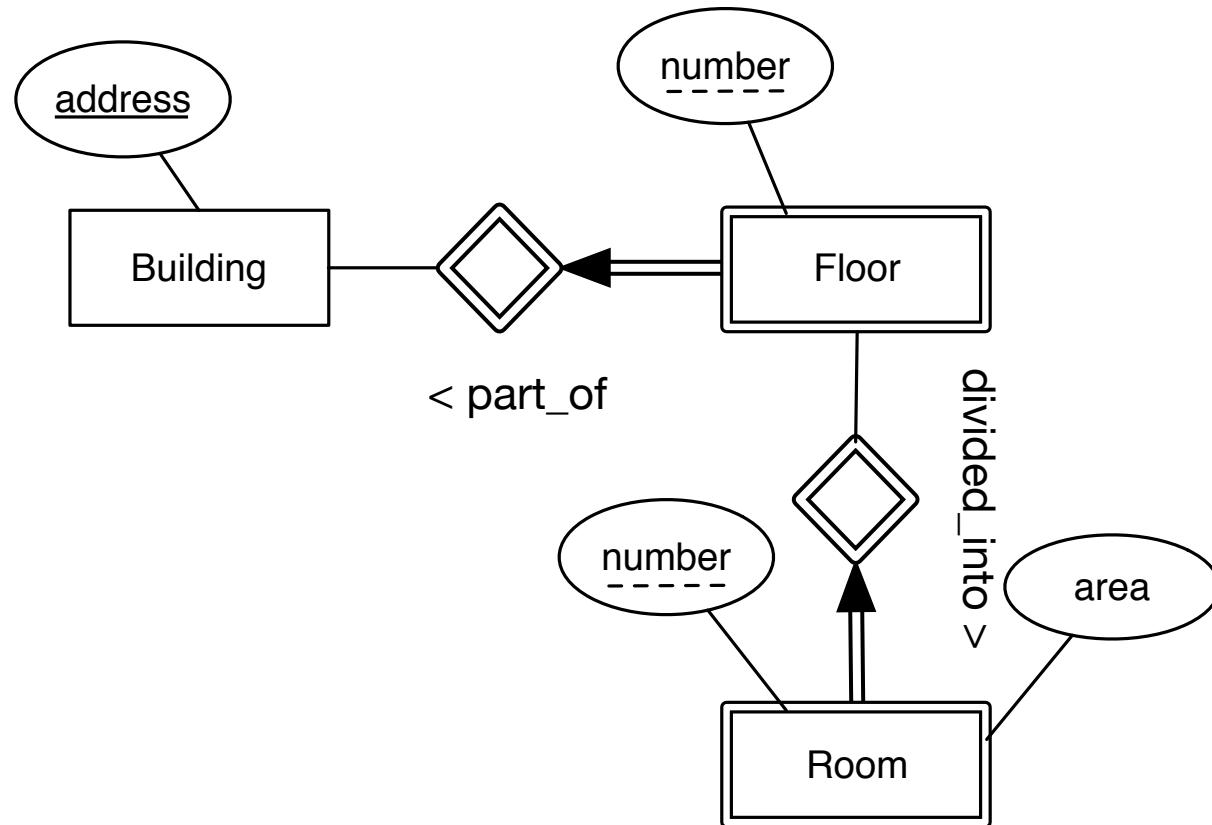 number
address
Building
Floor
< part_of
divided_into >
number
area
Room